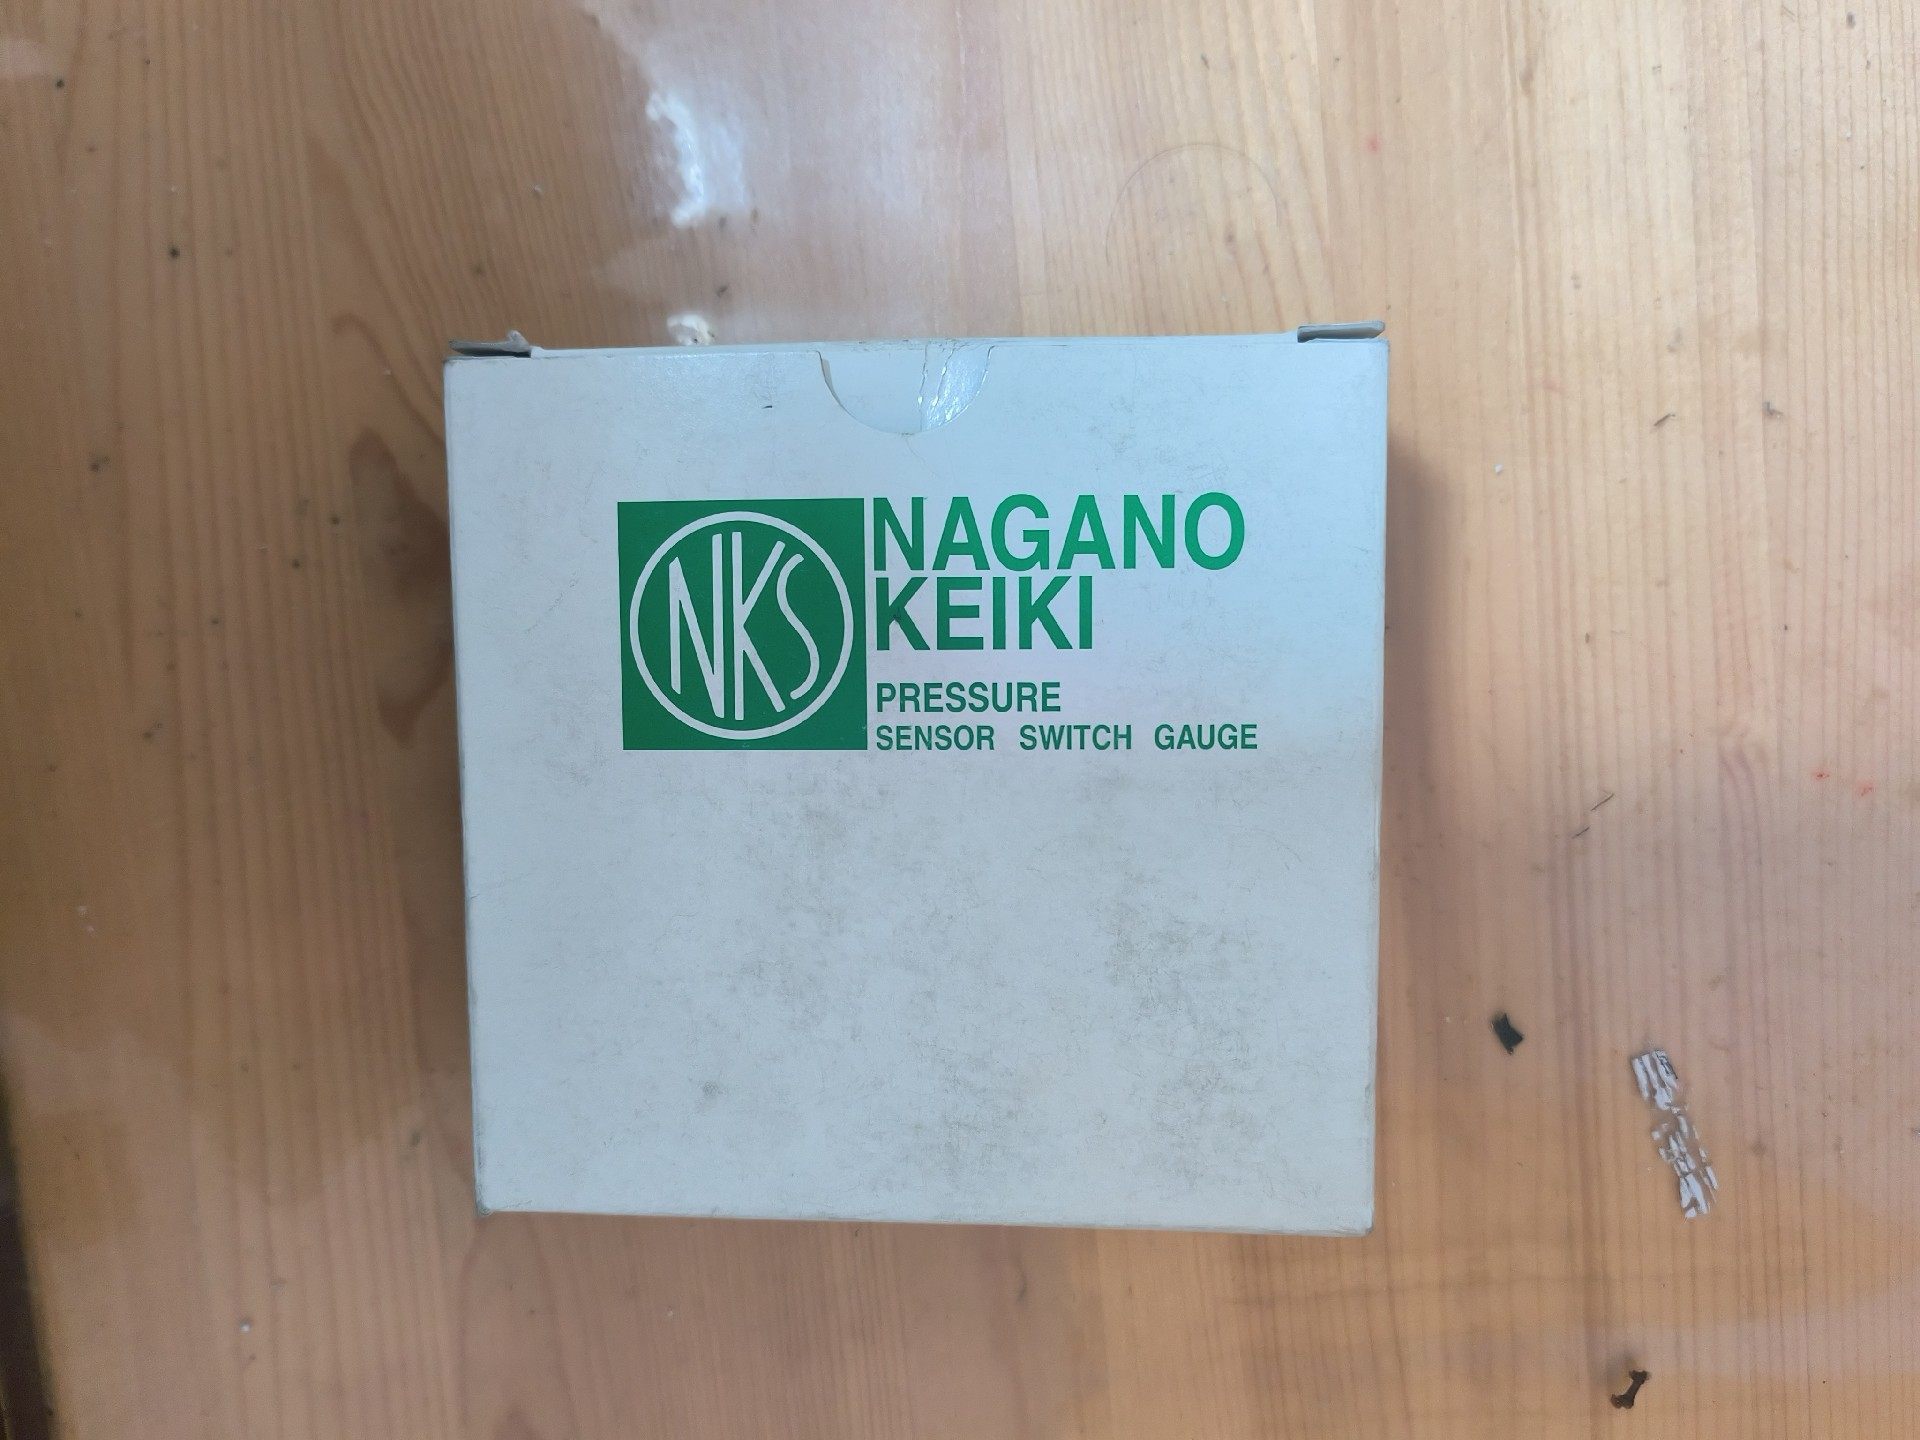 NKS
NAGANO
KEIKI
PRESSURE
SENSOR SWITCH GAUGE